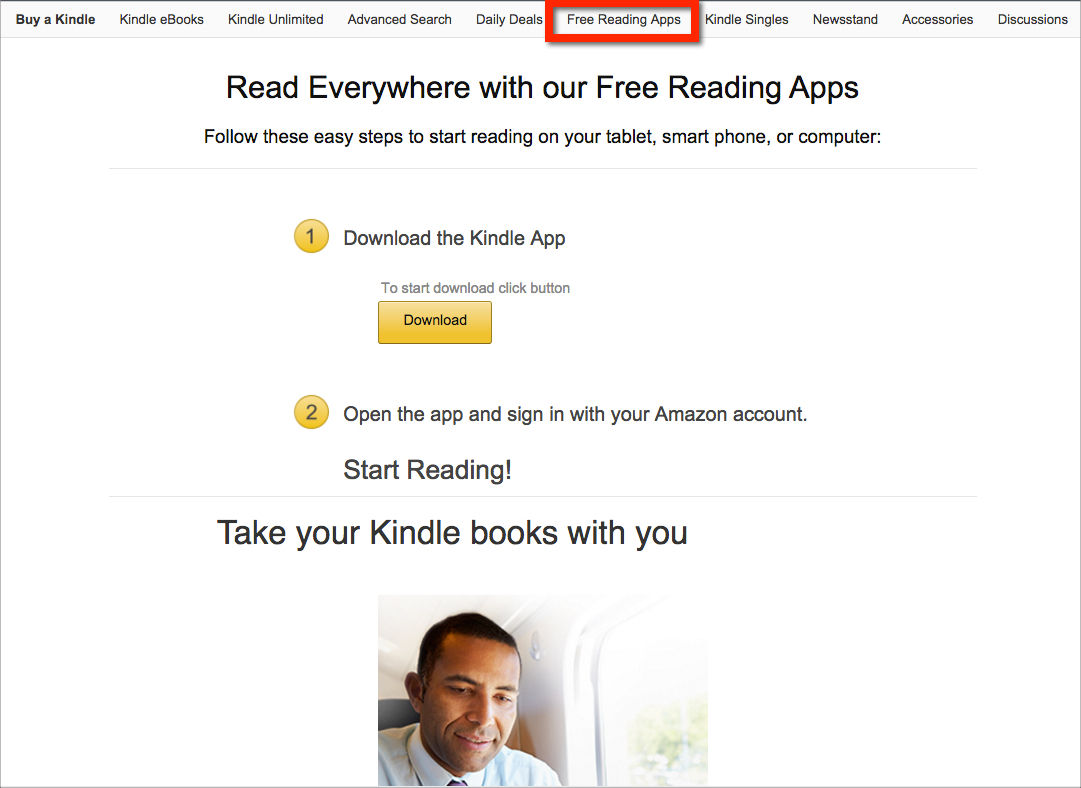 Buy a Kindle Kindle eBooks Kindle Unlimited Advanced Search Daily Deals Free Reading Apps Kindle Singles Newsstand Accessories Discussions
Read Everywhere with our Free Reading Apps
Follow these easy steps to start reading on your tablet, smart phone, or computer:
1 Download the Kindle App
To start download click button
Download
2 Open the app and sign in with your Amazon account.
Start Reading!
Take your Kindle books with you